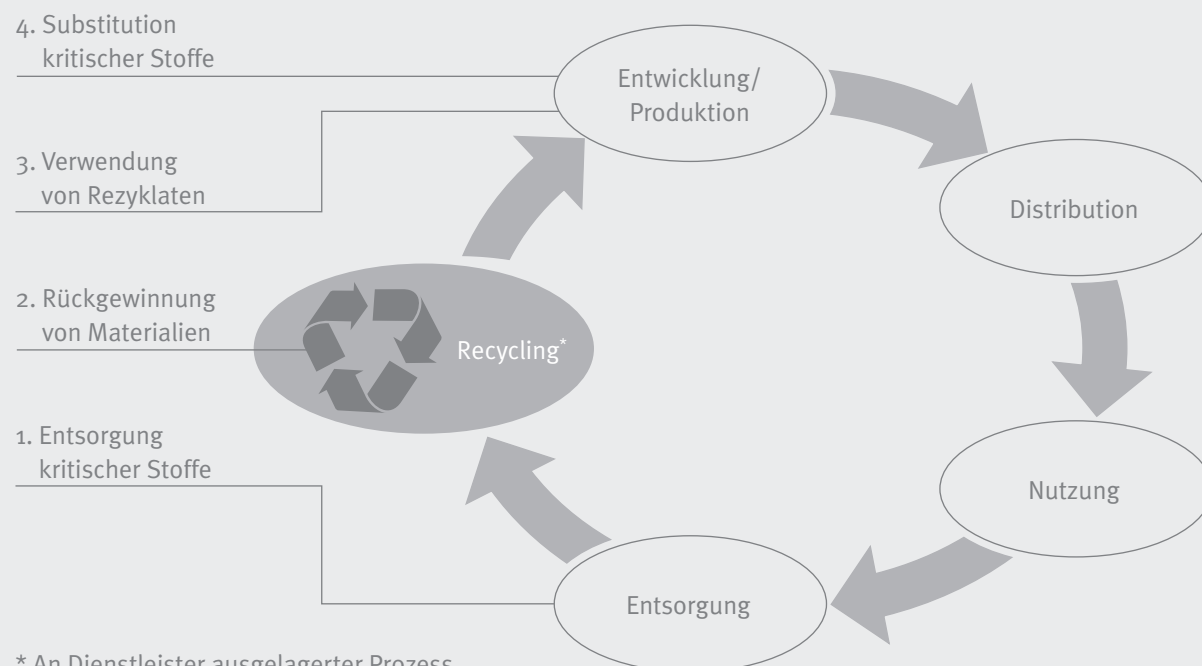 4. Substitution
kritischer Stoffe
Entwicklung/
Produktion
3. Verwendung
von Rezyklaten
Distribution
2. Rückgewinnung
von Materialien
Recycling*
1. Entsorgung
kritischer Stoffe
Nutzung
Entsorgung
* An Dienstleister ausgelagerter Prozess